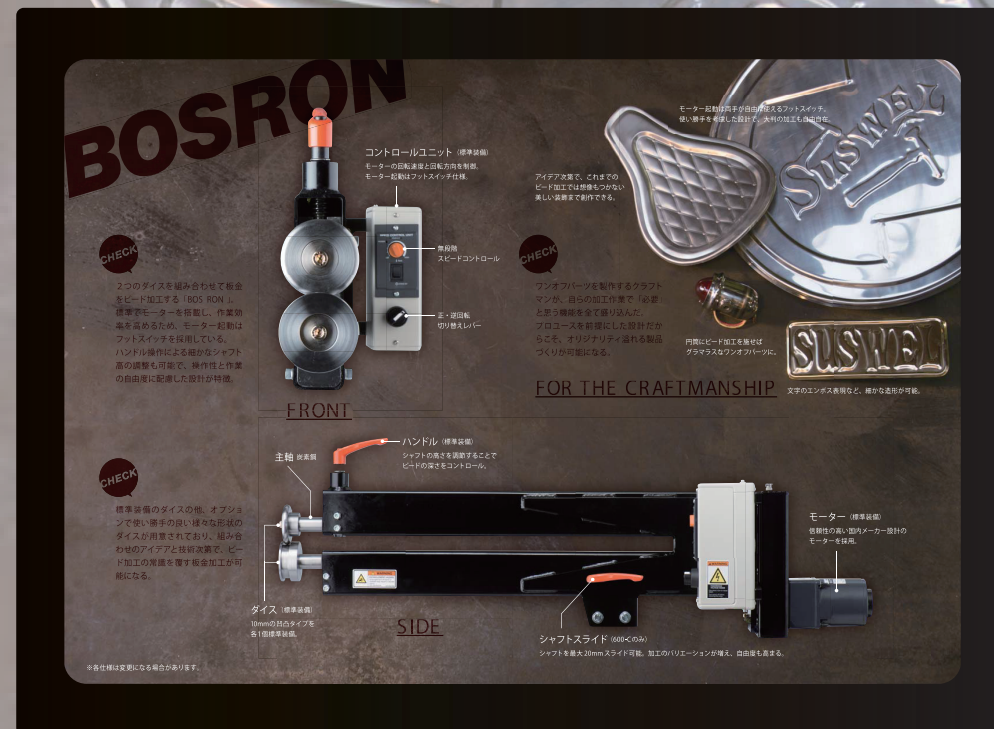 BOSRON
コントロールユニット（標準装備）
モーターの回転速度と回転方向を制御。
モーター起動はフットスイッチ仕様。
無段階
スピードコントロール
正・逆回転
切り替えレバー
FRONT
CHECK
２つのダイスを組み合わせて板金
をビード加工する「BOS RON」。
標準でモーターを搭載し、作業効
率を高めるため、モーター起動は
フットスイッチを採用している。
ハンドル操作による細かなシャフト
高の調整も可能で、操作性と作業
の自由度に配慮した設計が特徴。
モーター起動は両手が自由に使えるフットスイッチ。
使い勝手を考慮した設計で、大判の加工も自由自在。
アイデア次第で、これまでの
ビード加工では想像もつかない
美しい装飾まで創作できる。
SUSWEL
CHECK
ワンオフパーツを製作するクラフト
マンが、自らの加工作業で「必要」
と思う機能を全て盛り込んだ、
プロユースを前提にした設計だか
らこそ、オリジナリティ溢れる製品
づくりが可能になる。
円筒にビード加工を施せば
グラマラスなワンオフパーツに。
SUSWEL
文字のエンボス表現など、細かな造形が可能。
FOR THE CRAFTMANSHIP
CHECK
標準装備のダイスの他、オプショ
ンで使い勝手の良い様々な形状の
ダイスが用意されており、組み合
わせのアイデアと技術次第で、ビー
ド加工の常識を覆す板金加工が可
能になる。
ハンドル（標準装備）
シャフトの高さを調節することで
ビードの深さをコントロール。
主軸 炭素鋼
ダイス（標準装備）
10mmの凹凸タイプを
各1個標準装備。
SIDE
モーター（標準装備）
信頼性の高い国内メーカー設計の
モーターを採用。
シャフトスライド（600-Cのみ）
シャフトを最大20mmスライド可能。加工のバリエーションが増え、自由度も高まる。
※各仕様は変更になる場合があります。